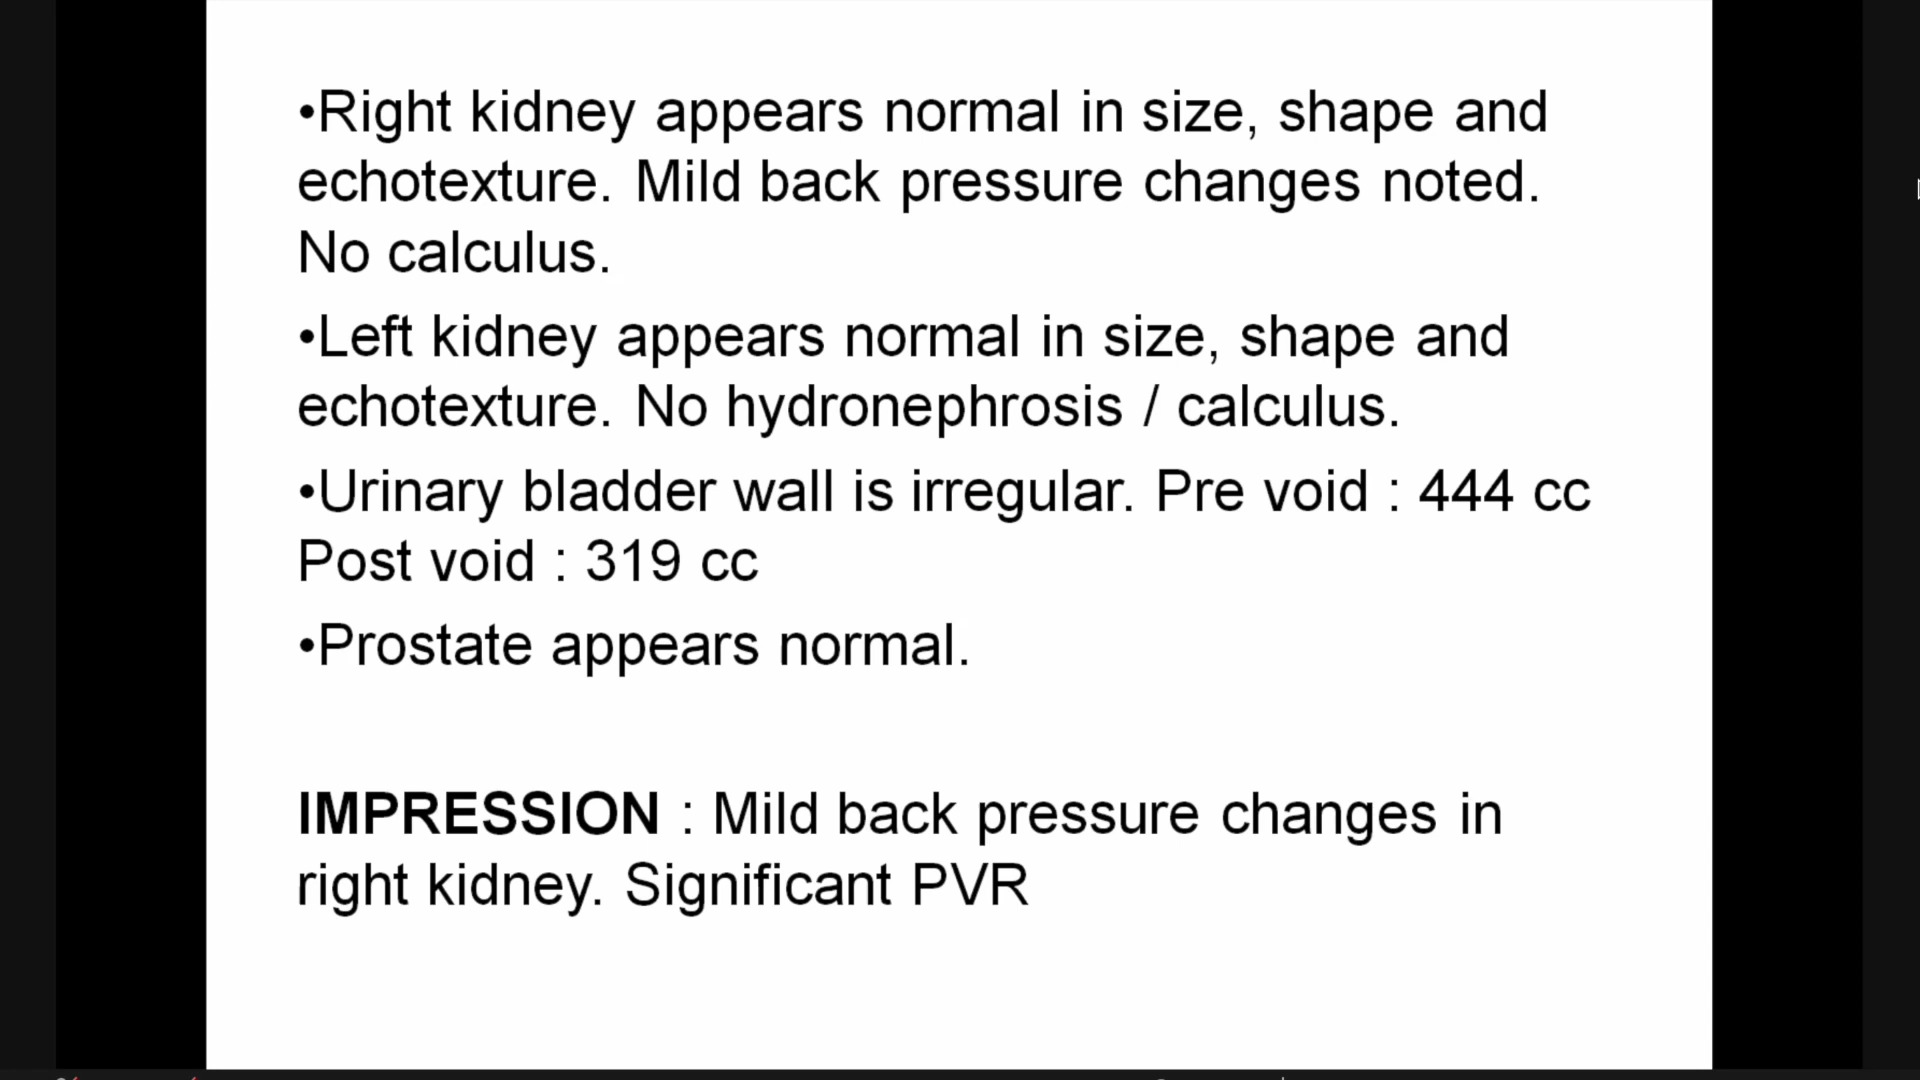 •Right kidney appears normal in size, shape and
echotexture. Mild back pressure changes noted.
No calculus.
•Left kidney appears normal in size, shape and
echotexture. No hydronephrosis / calculus.
•Urinary bladder wall is irregular. Pre void : 444 cc
Post void : 319 cc
•Prostate appears normal.
IMPRESSION : Mild back pressure changes in
right kidney. Significant PVR